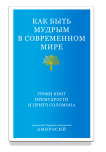 КАК БЫТЬ
МУДРЫМ
В СОВРЕМЕННОМ
МИРЕ
УРОКИ КНИГ
ПРЕМУДРОСТИ
И ПРИТЧ СОЛОМОНА
АМВРОСИЙ